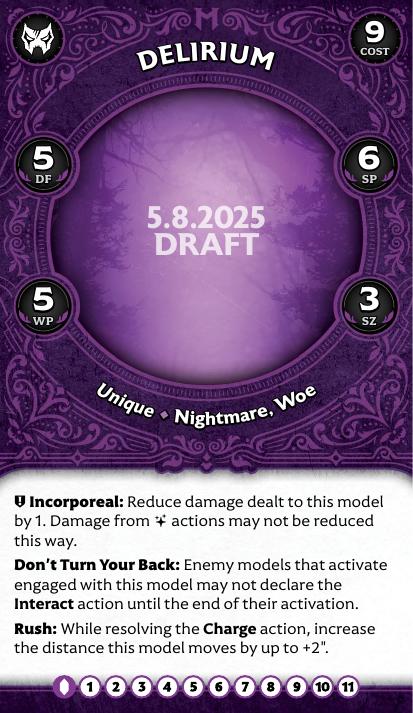 DELIRIUM
9
COST
5
DF
6
SP
5.8.2025
DRAFT
5
WP
3
SZ
Unique ⬥ Nightmare, Woe
Incorporeal: Reduce damage dealt to this model
by 1. Damage from actions may not be reduced
this way.
Don't Turn Your Back: Enemy models that activate
engaged with this model may not declare the
Interact action until the end of their activation.
Rush: While resolving the Charge action, increase
the distance this model moves by up to +2".
1 2 3 4 5 6 7 8 9 10 11